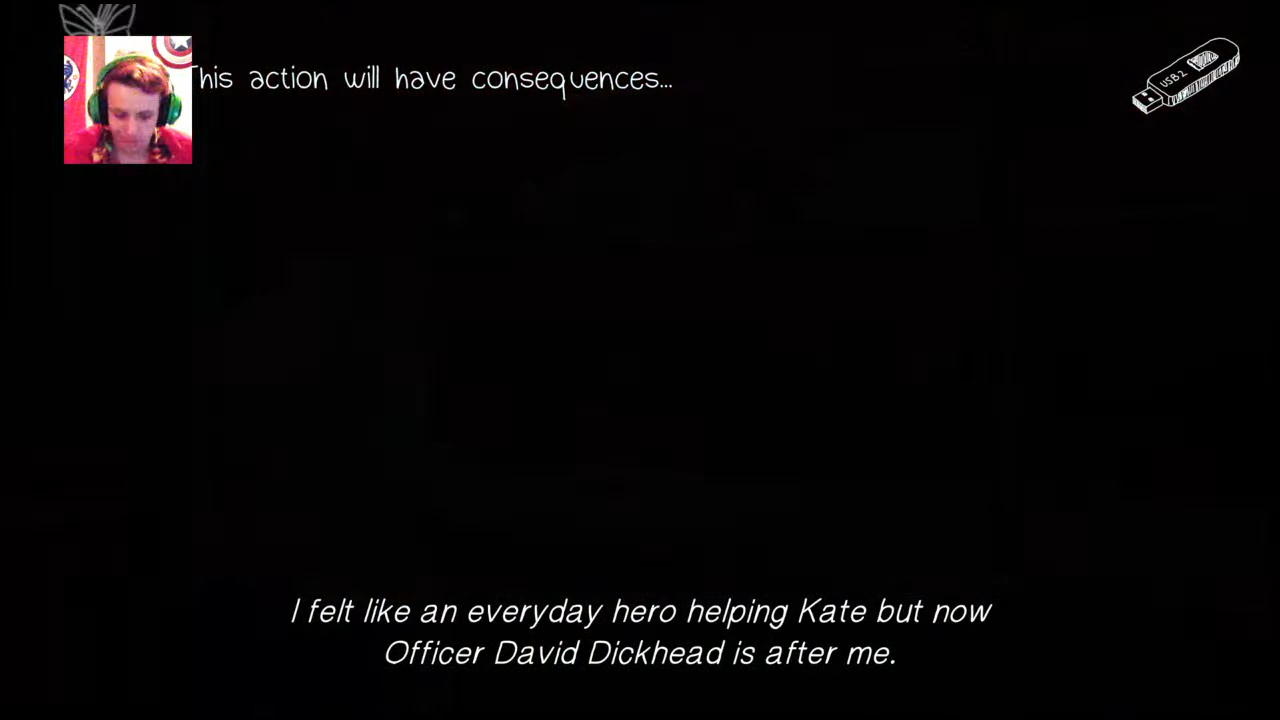 This action will have consequences...
USB2
I felt like an everyday hero helping Kate but now
Officer David Dickhead is after me.